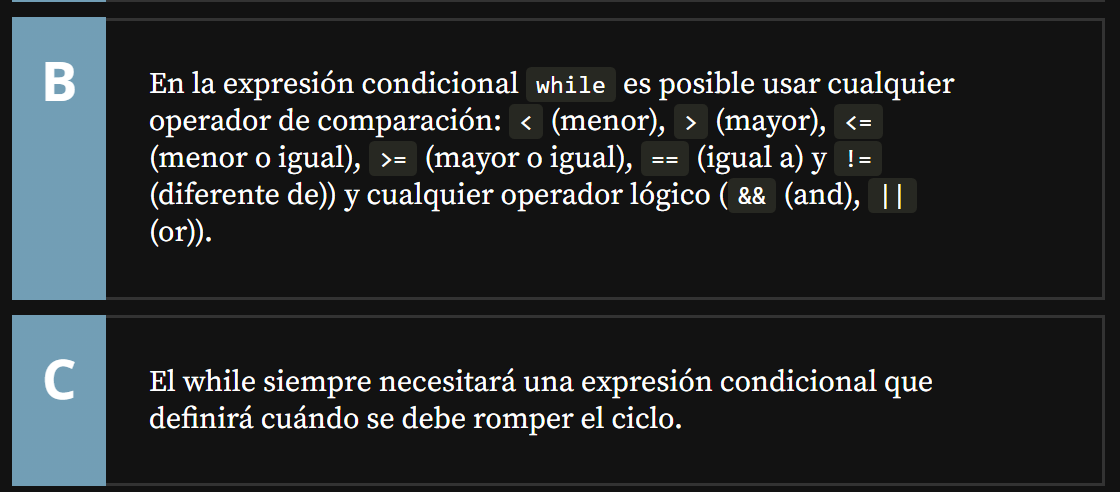 B
En la expresión condicional while es posible usar cualquier
operador de comparación: < (menor), > (mayor), <=
(menor o igual), >= (mayor o igual), == (igual a) y !=
(diferente de)) y cualquier operador lógico ( && (and), ||
(or)).
C
El while siempre necesitará una expresión condicional que
definirá cuándo se debe romper el ciclo.